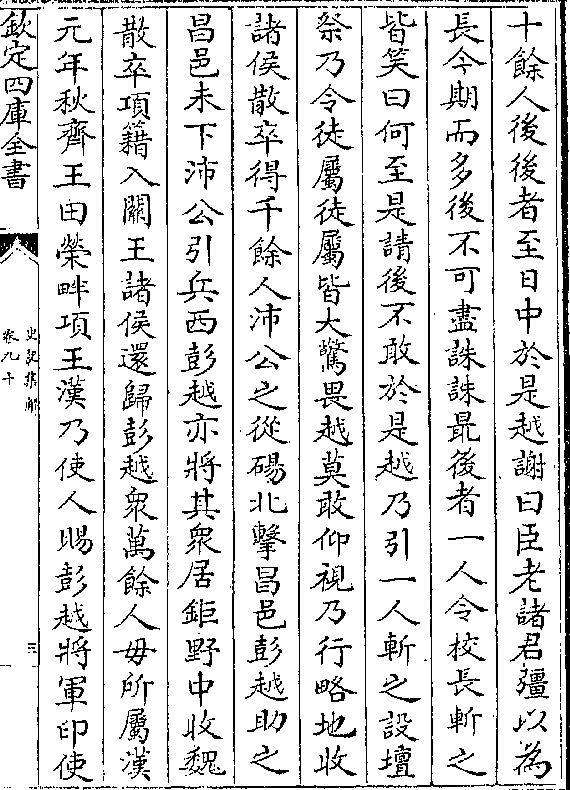 十餘人後後者至日中於是越謝曰臣老諸君彊以為
長今期而多後不可盡誅誅最後者一人令校長斬之
皆笑曰何至是請後不敢於是越乃引一人斬之設壇
祭乃令徒屬徒屬皆大驚畏越莫敢仰視乃行略地收
諸侯散卒得千餘人沛公之從碭北擊昌邑彭越助之
昌邑未下沛公引兵西彭越亦將其衆居鉅野中收魏
散卒項籍入關王諸侯還歸彭越衆萬餘人毋所屬漢
元年秋齊王田榮畔項王漢乃使人賜彭越將軍印使
欽定四庫全書
史記集解
卷九十
三